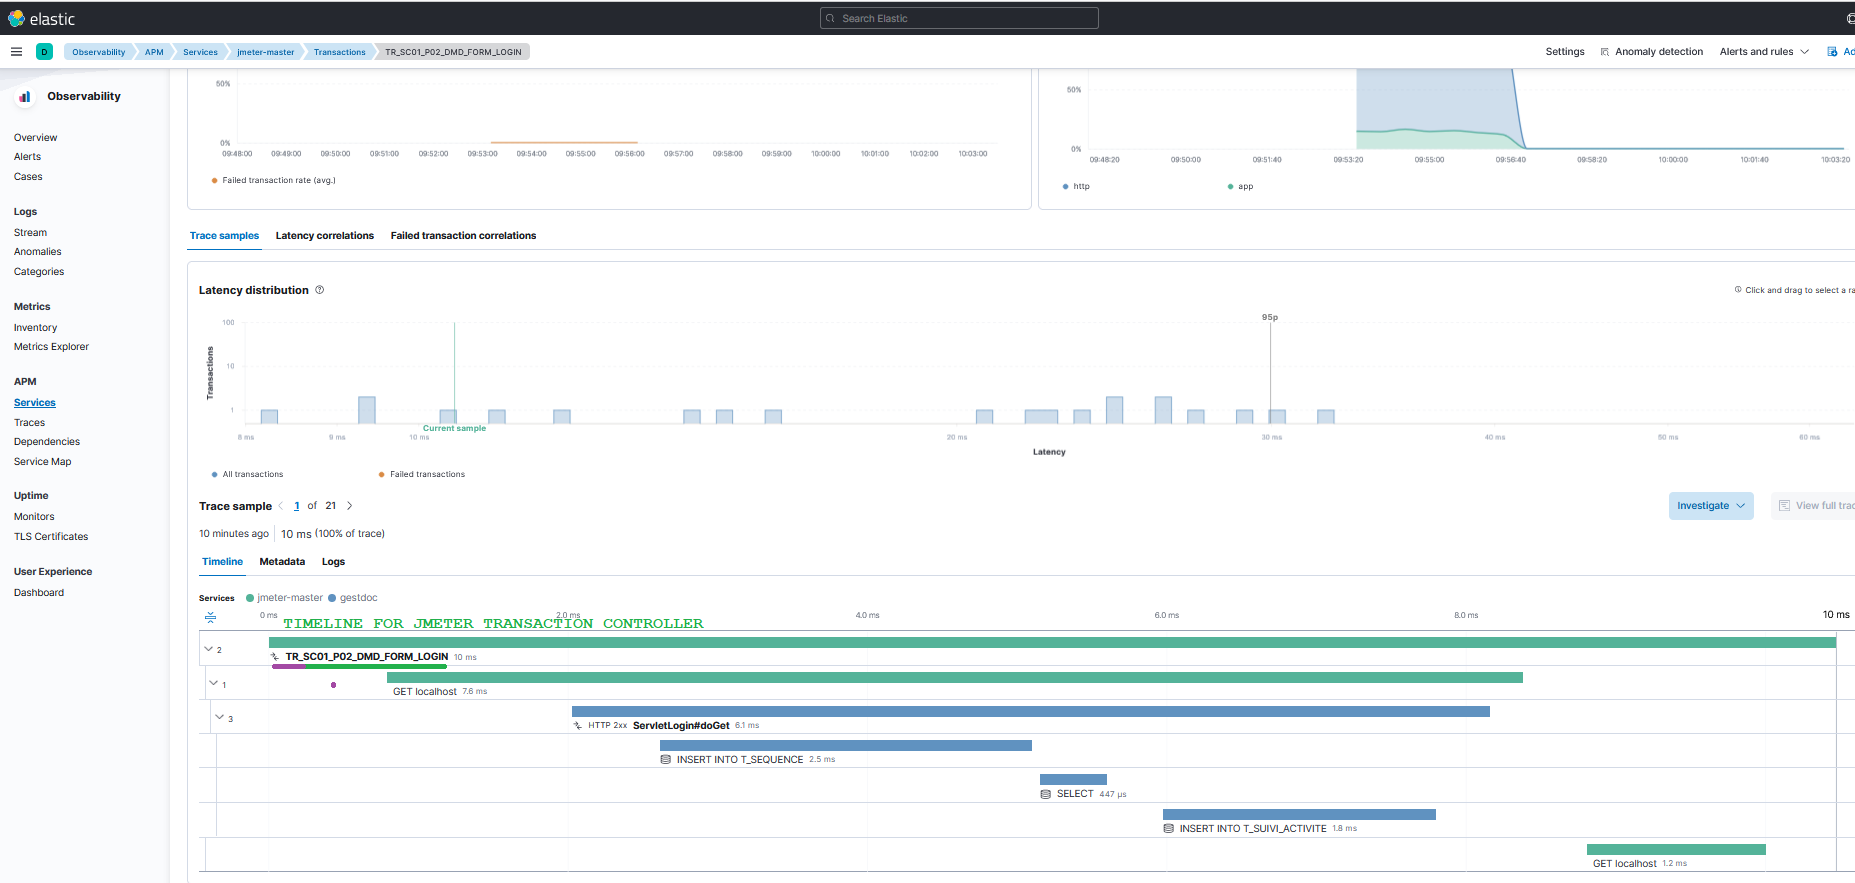 elastic
Search Elastic
D
Observability
APM
Services
jmeter-master
Transactions
TR_SC01_P02_DMD_FORM_LOGIN
Settings
Anomaly detection
Alerts and rules
Ad
Observability
Overview
Alerts
Cases
Logs
Stream
Anomalies
Categories
Metrics
Inventory
Metrics Explorer
APM
Services
Traces
Dependencies
Service Map
Uptime
Monitors
TLS Certificates
User Experience
Dashboard
50%
0%
09:48:00 09:49:00 09:50:00 09:51:00 09:52:00 09:53:00 09:54:00 09:55:00 09:56:00 09:57:00 09:58:00 09:59:00 10:00:00 10:01:00 10:02:00 10:03:00
Failed transaction rate (avg.)
50%
0%
09:48:20 09:50:00 09:51:40 09:53:20 09:55:00 09:56:40 09:58:20 10:00:00 10:01:40 10:03:20
http
app
Trace samples
Latency correlations
Failed transaction correlations
Latency distribution
Click and drag to select a ra
95p
100
10
1
Transactions
Current sample
8 ms 9 ms 10 ms 20 ms 30 ms 40 ms 50 ms 60 ms
Latency
All transactions
Failed transactions
Trace sample 1 of 21
Investigate
View full trac
10 minutes ago 10 ms (100% of trace)
Timeline
Metadata
Logs
Services jmeter-master gestdoc
0 ms 2.0 ms 4.0 ms 6.0 ms 8.0 ms 10 ms
TIMELINE FOR JMETER TRANSACTION CONTROLLER
2
TR_SC01_P02_DMD_FORM_LOGIN 10 ms
1
GET localhost 7.6 ms
3
HTTP 2xx ServletLogin#doGet 6.1 ms
INSERT INTO T_SEQUENCE 2.5 ms
SELECT 447 μs
INSERT INTO T_SUIVI_ACTIVITE 1.8 ms
GET localhost 1.2 ms